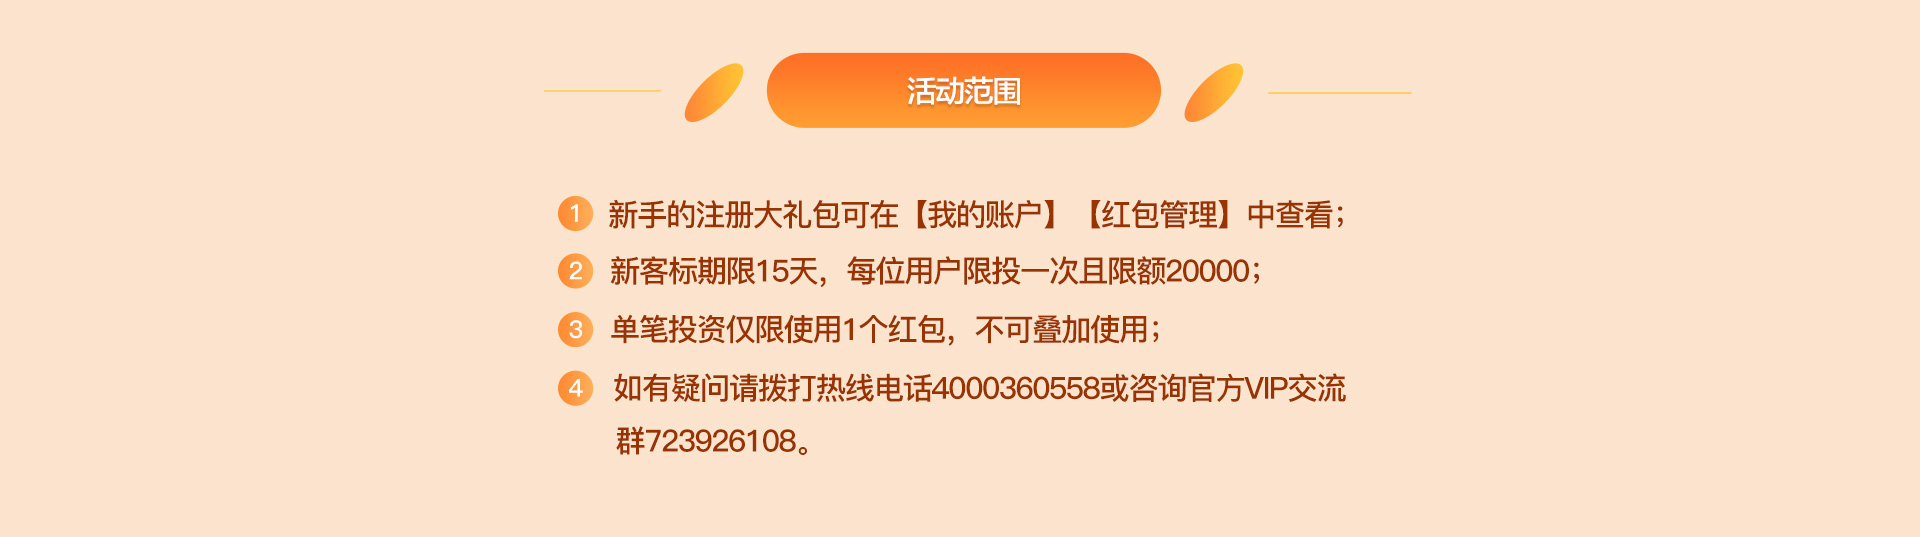 活动范围
1 新手的注册大礼包可在【我的账户】【红包管理】中查看；
2 新客标期限15天，每位用户限投一次且限额20000；
3 单笔投资仅限使用1个红包，不可叠加使用；
4 如有疑问请拨打热线电话4000360558或咨询官方VIP交流
群723926108。